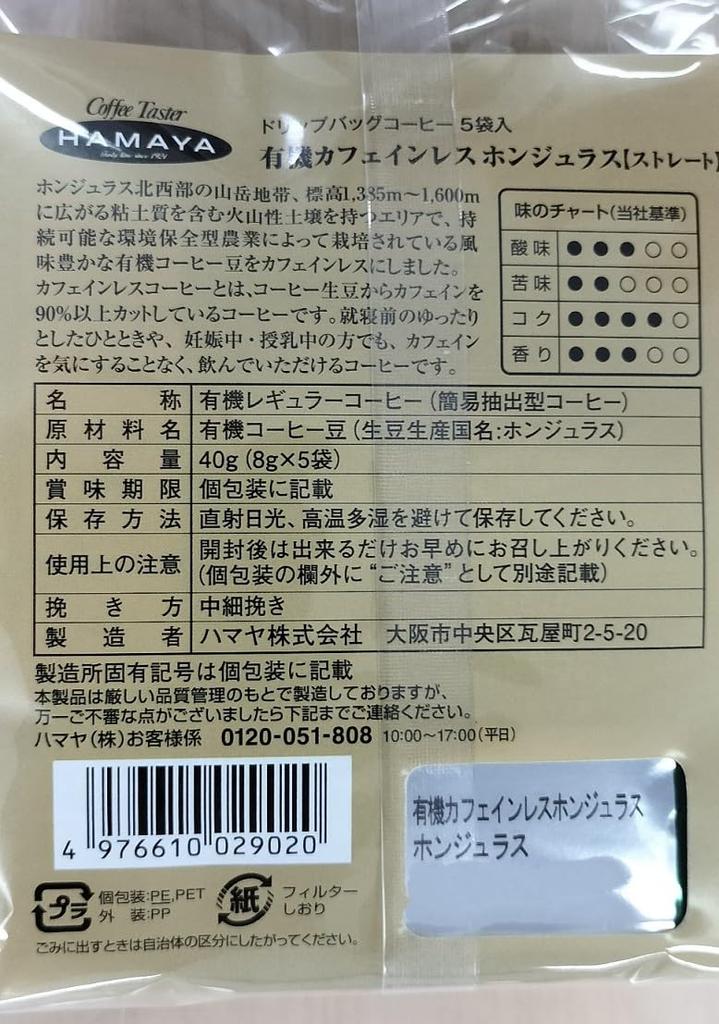 Coffee Taster
HAMAYA
ドリップバッグコーヒー 5袋入
有機カフェインレス ホンジュラス【ストレート】
ホンジュラス北西部の山岳地帯、標高1,385m〜1,600m
に広がる粘土質を含む火山性土壌を持つエリアで、持
続可能な環境保全型農業によって栽培されている風
味豊かな有機コーヒー豆をカフェインレスにしました。
カフェインレスコーヒーとは、コーヒー生豆からカフェインを
90%以上カットしているコーヒーです。就寝前のゆったり
としたひとときや、妊娠中・授乳中の方でも、カフェイン
を気にすることなく、飲んでいただけるコーヒーです。
味のチャート(当社基準)
酸味 ●●●○○
苦味 ●●○○○
コク ●●●●○
香り ●●●○○
名称 有機レギュラーコーヒー(簡易抽出型コーヒー)
原材料名 有機コーヒー豆(生豆生産国名:ホンジュラス)
内容量 40g(8g×5袋)
賞味期限 個包装に記載
保存方法 直射日光、高温多湿を避けて保存してください。
使用上の注意 開封後は出来るだけお早めにお召し上がりください。
(個包装の欄外に“ご注意”として別途記載)
挽き方 中細挽き
製造者 ハマヤ株式会社 大阪市中央区瓦屋町2-5-20
製造所固有記号は個包装に記載
本製品は厳しい品質管理のもとで製造しておりますが、
万一ご不審な点がございましたら下記までご連絡ください。
ハマヤ(株)お客様係 0120-051-808 10:00〜17:00(平日)
4 976610 029020
有機カフェインレスホンジュラス
ホンジュラス
プラ 個包装:PE,PET
外装:PP
紙 フィルター
しおり
ごみに出すときは自治体の区分にしたがってください。